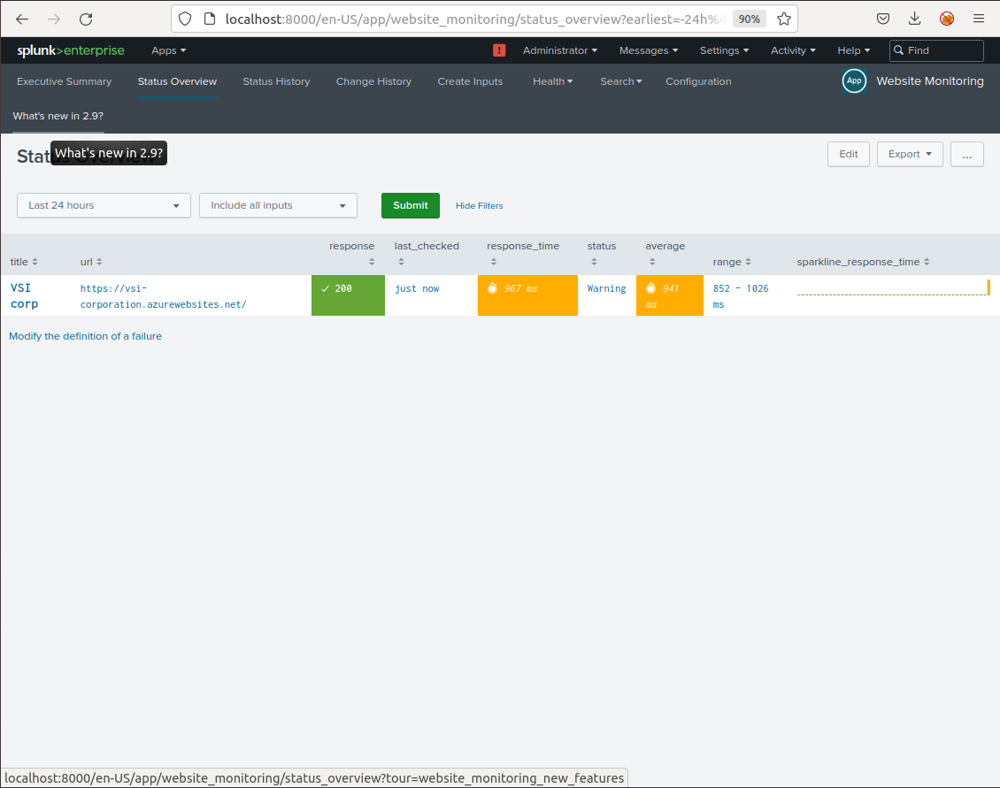 localhost:8000/en-US/app/website_monitoring/status_overview?earliest=-24h% 90%
splunk>enterprise Apps ! Administrator Messages Settings Activity Help Find
Executive Summary Status Overview Status History Change History Create Inputs Health Search Configuration App Website Monitoring
What's new in 2.9?
What's new in 2.9?
Status Overview Edit Export ...
Last 24 hours Include all inputs Submit Hide Filters
response last_checked response_time status average
title url range sparkline_response_time
VSI https://vsi- 200 just now 967 ms Warning 941 852 - 1026
corp corporation.azurewebsites.net/ ms ms
Modify the definition of a failure
localhost:8000/en-US/app/website_monitoring/status_overview?tour=website_monitoring_new_features